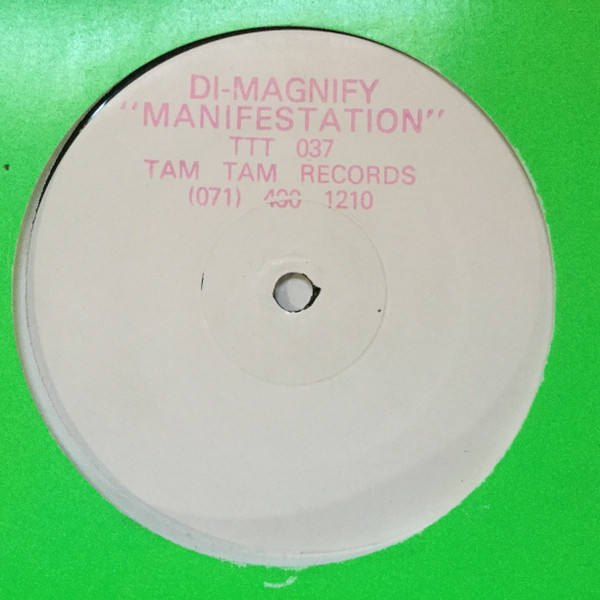 DI-MAGNIFY
"MANIFESTATION"
TTT 037
TAM TAM RECORDS
(071) 1210